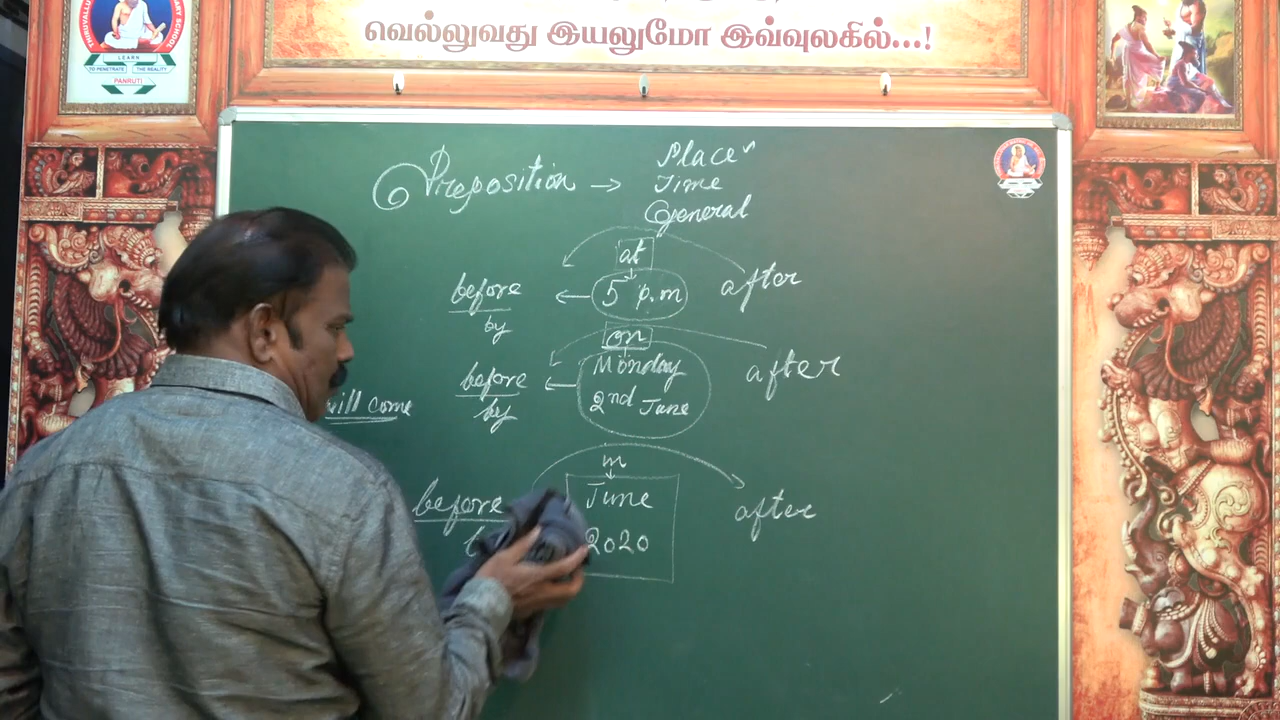 வெல்லுவது இயலுமோ இவ்வுலகில்...!
LEARN
TO PENETRATE THE REALITY
PANRUTI
Preposition → Place
Time
General
at
before ← 5 p.m after
by
on
before ← Monday after
by 2nd June
will come
in
before June after
2020